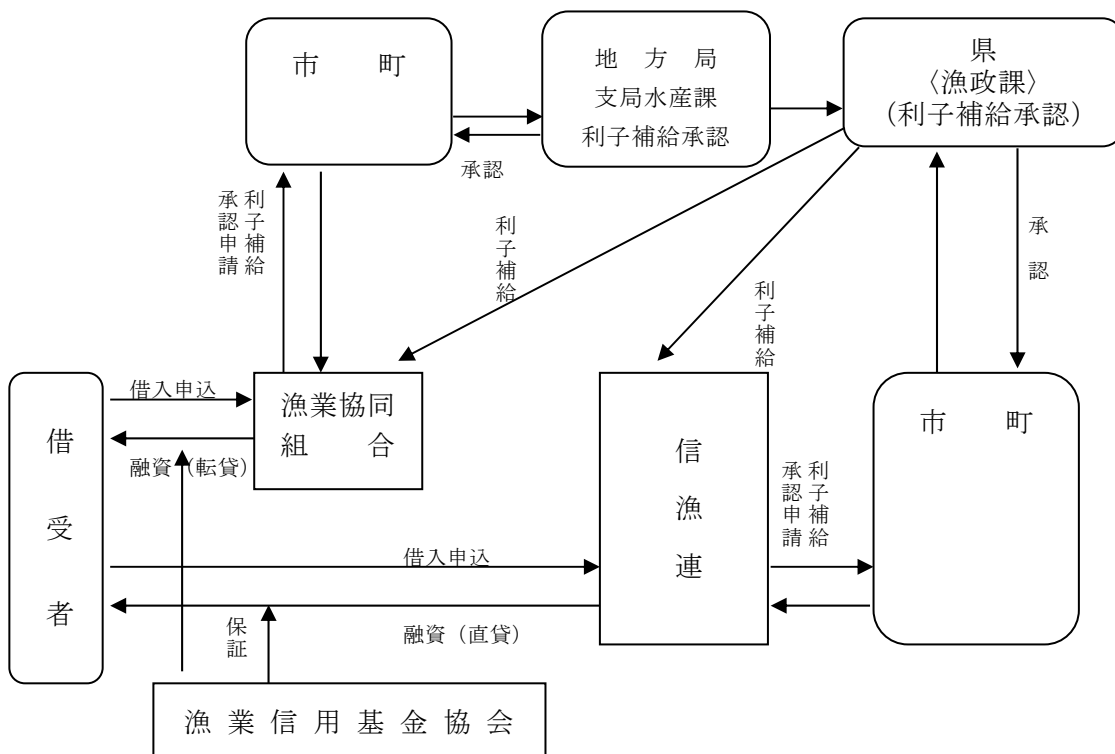 市　　町
地　方　局
支局水産課
利子補給承認
県
〈漁政課〉
（利子補給承認）
承認
利子補給
承認申請
利子補給
利子補給
承　認
借入申込
漁業協同
組　　合
融資（転貸）
借受者
信漁連
市　　町
利子補給
承認申請
借入申込
融資（直貸）
保証
漁業信用基金協会